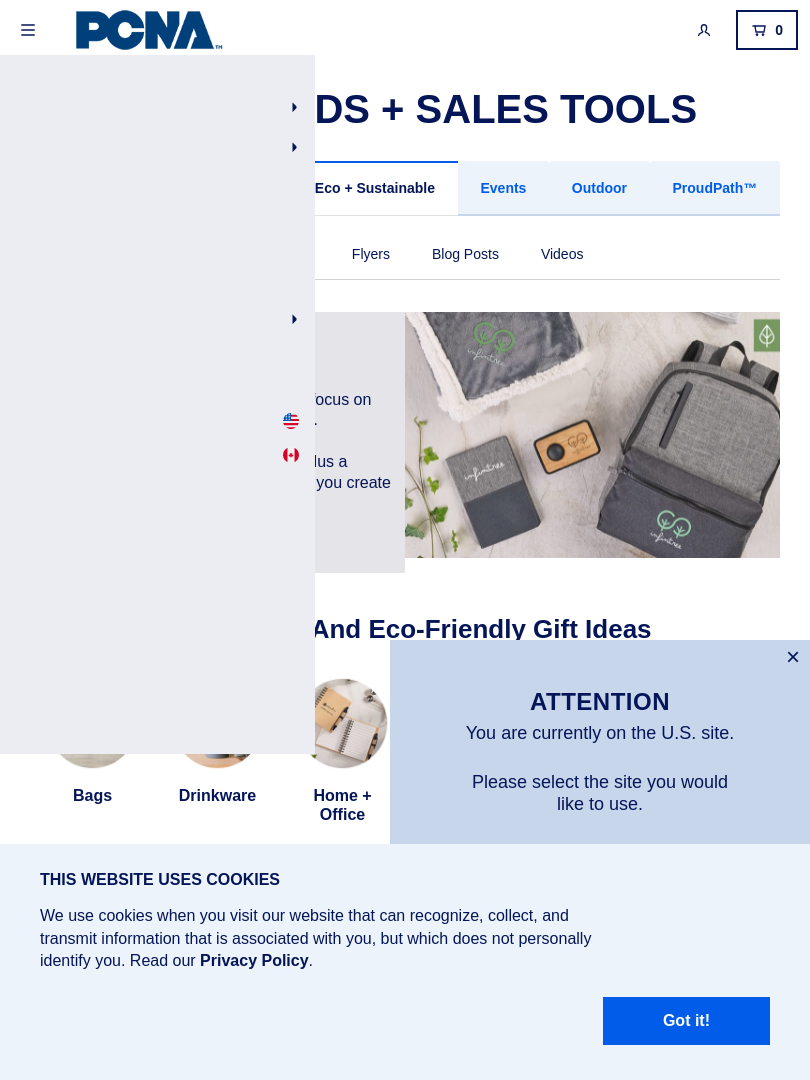 PCNA™
0
DS + SALES TOOLS
Eco + Sustainable
Events
Outdoor
ProudPath™
Flyers
Blog Posts
Videos
focus on
lus a
you create
infinitree
infinitree
infinitree
And Eco-Friendly Gift Ideas
ATTENTION
You are currently on the U.S. site.
Please select the site you would
like to use.
Bags
Drinkware
Home +
Office
THIS WEBSITE USES COOKIES
We use cookies when you visit our website that can recognize, collect, and
transmit information that is associated with you, but which does not personally
identify you. Read our Privacy Policy.
Got it!